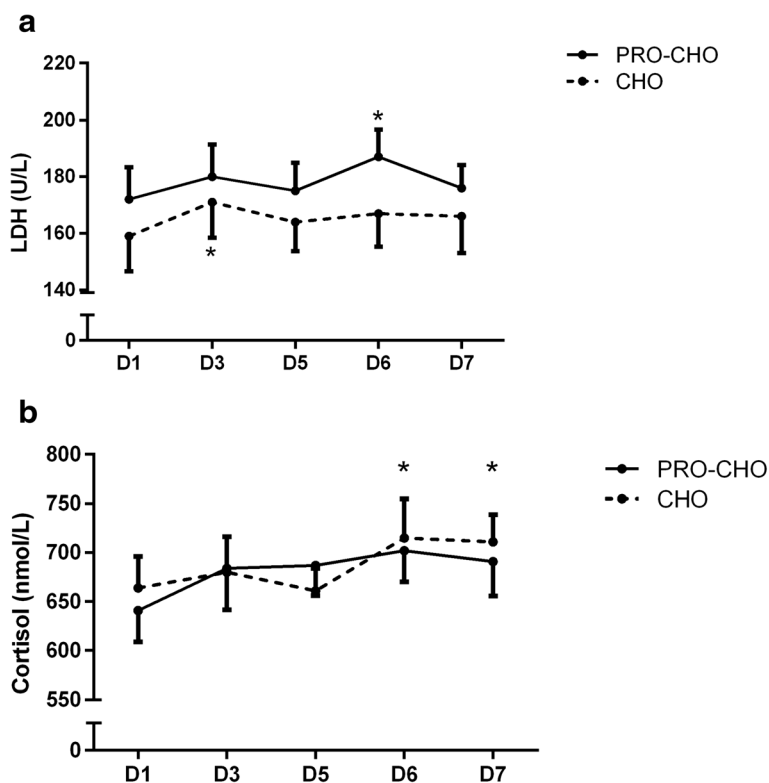 a
220
200
180
160
140
0
LDH (U/L)
* 
*
D1 D3 D5 D6 D7
PRO-CHO
CHO
b
800
750
700
650
600
550
0
Cortisol (nmol/L)
* *
D1 D3 D5 D6 D7
PRO-CHO
CHO